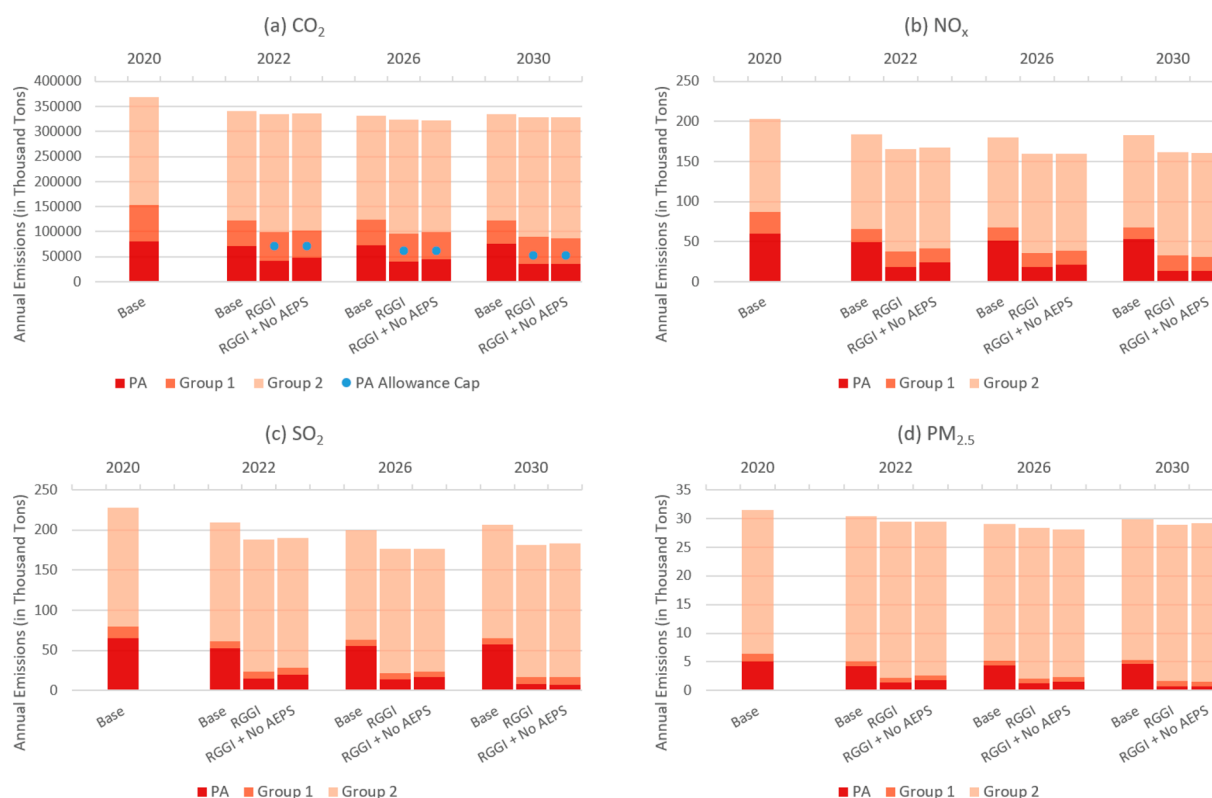 (a) CO2
2020 2022 2026 2030
Annual Emissions (in Thousand Tons)
400000
350000
300000
250000
200000
150000
100000
50000
0
Base Base RGGI RGGI + No AEPS Base RGGI RGGI + No AEPS Base RGGI RGGI + No AEPS
PA Group 1 Group 2 PA Allowance Cap
(b) NOx
2020 2022 2026 2030
Annual Emissions (in Thousand Tons)
250
200
150
100
50
0
Base Base RGGI RGGI + No AEPS Base RGGI RGGI + No AEPS Base RGGI RGGI + No AEPS
PA Group 1 Group 2
(c) SO2
2020 2022 2026 2030
Annual Emissions (in Thousand Tons)
250
200
150
100
50
0
Base Base RGGI RGGI + No AEPS Base RGGI RGGI + No AEPS Base RGGI RGGI + No AEPS
PA Group 1 Group 2
(d) PM2.5
2020 2022 2026 2030
Annual Emissions (in Thousand Tons)
35
30
25
20
15
10
5
0
Base Base RGGI RGGI + No AEPS Base RGGI RGGI + No AEPS Base RGGI RGGI + No AEPS
PA Group 1 Group 2